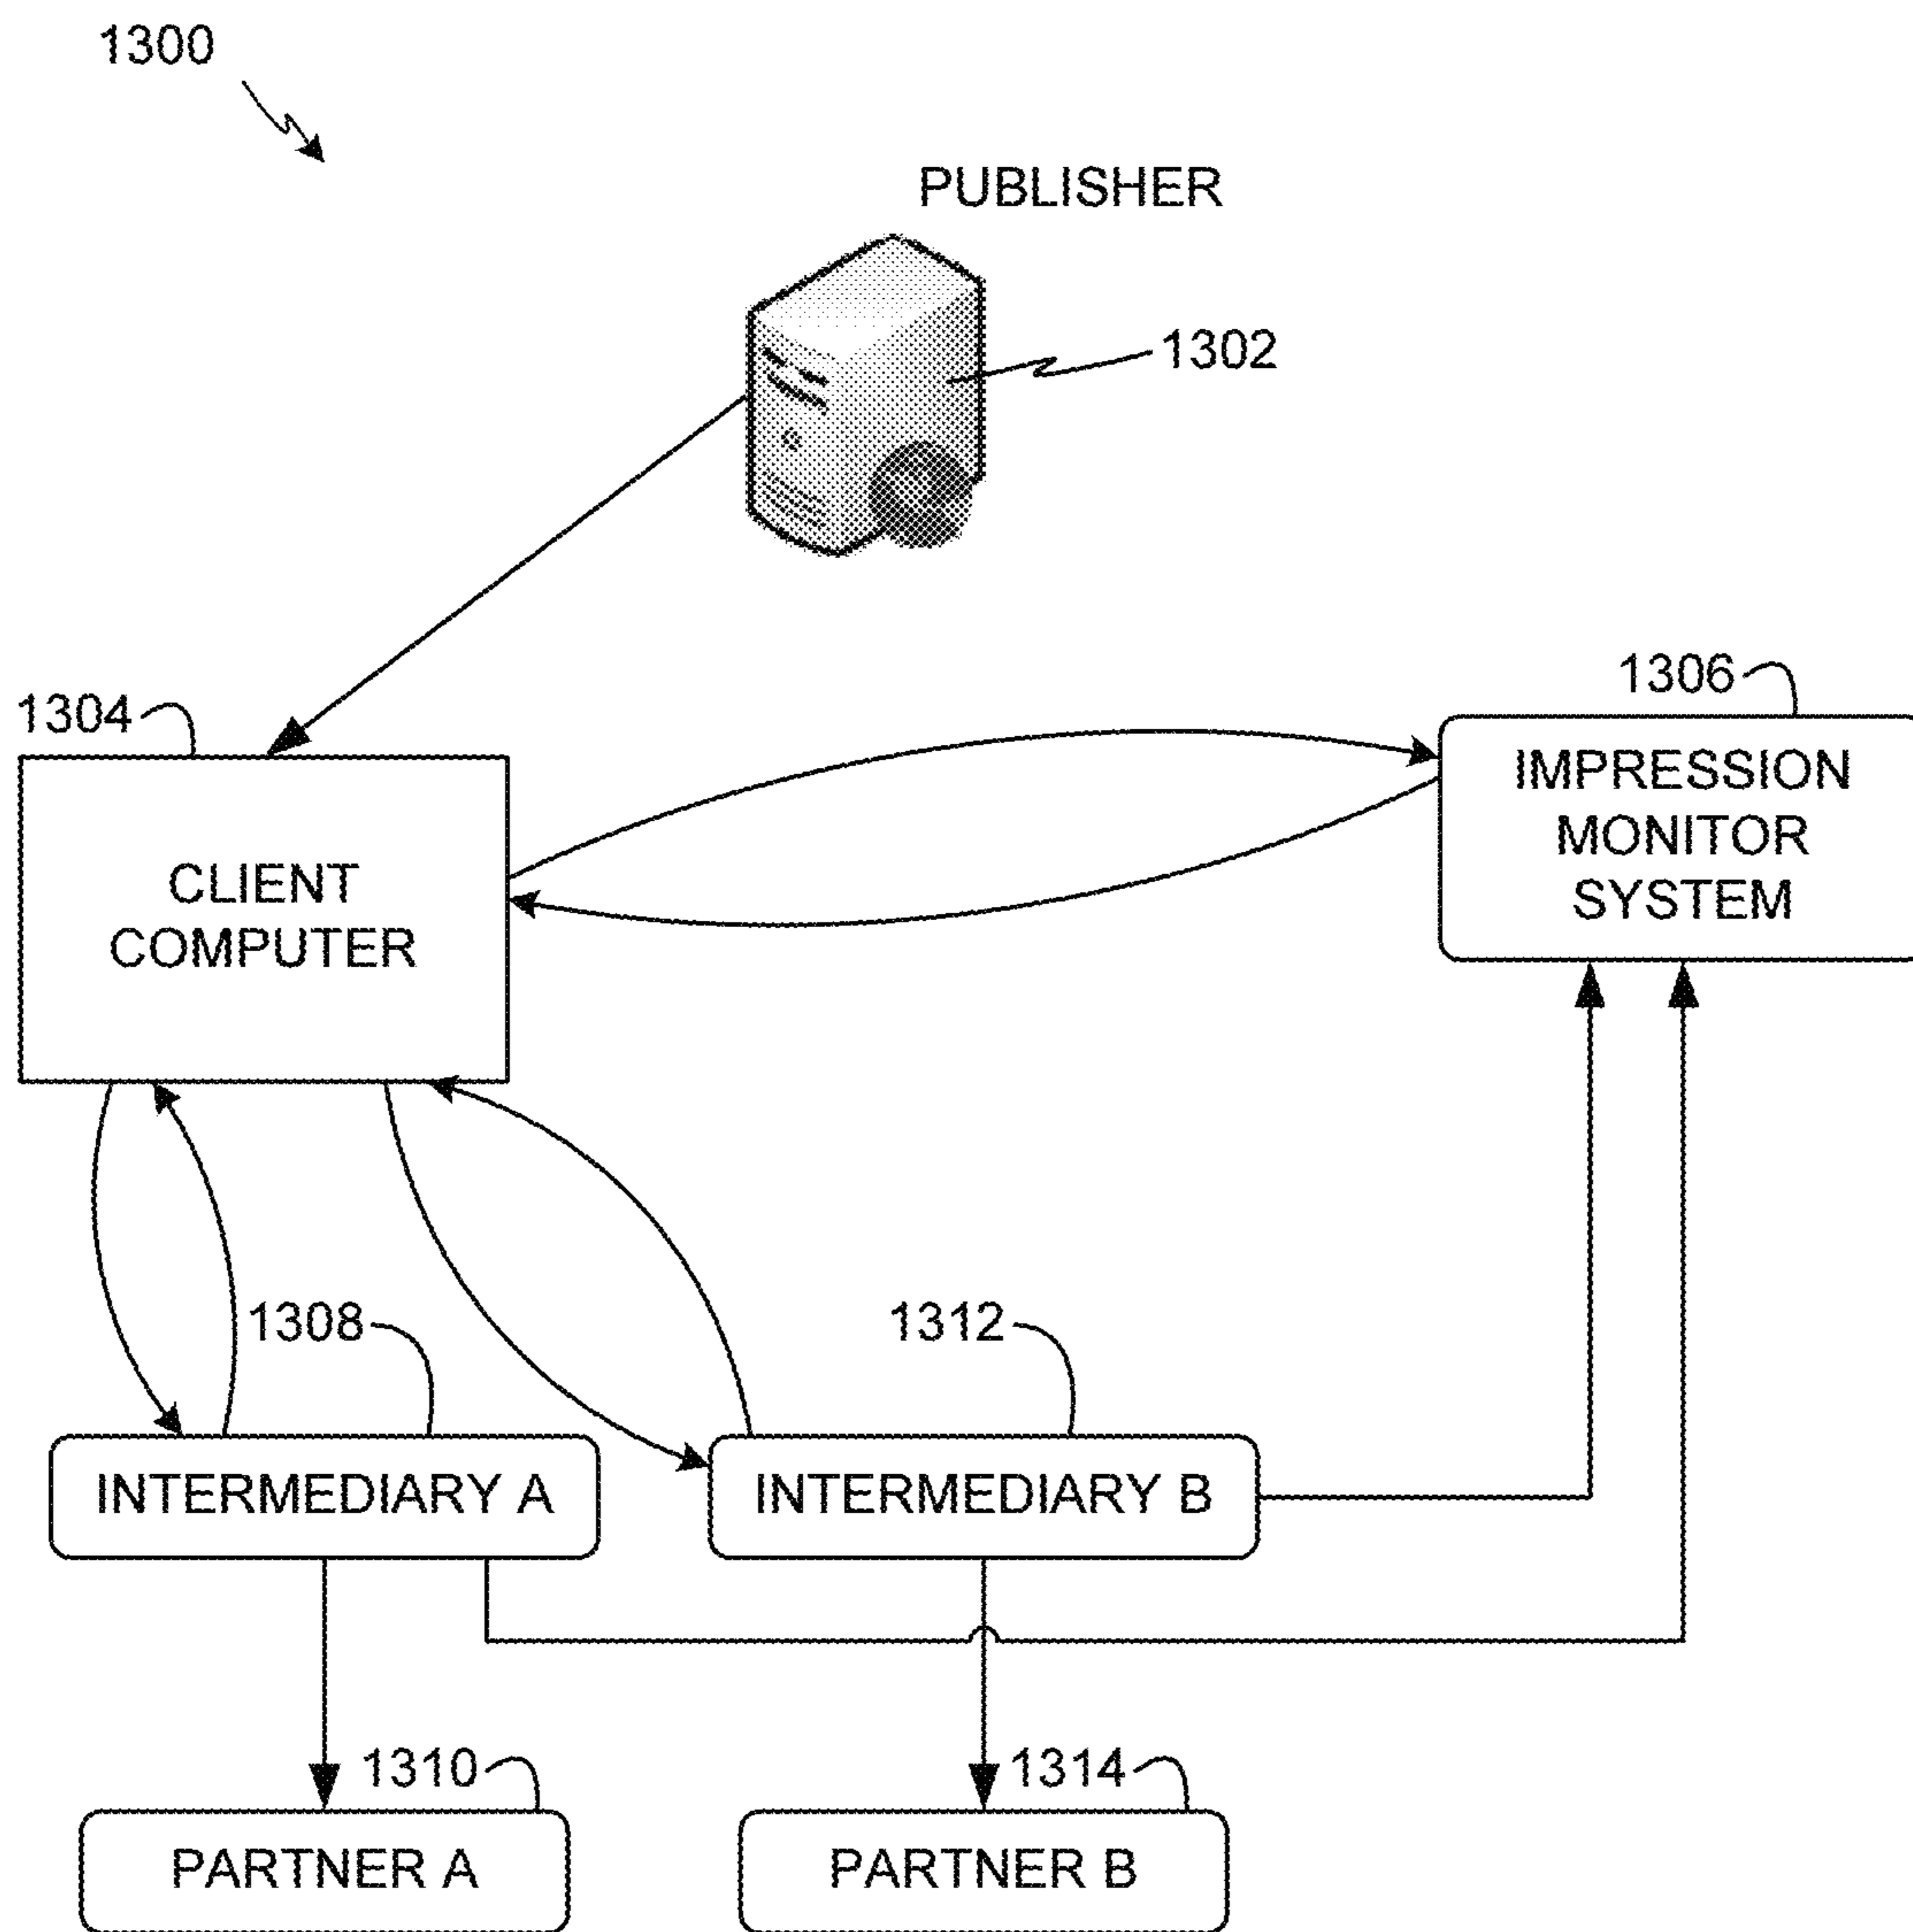 1300
PUBLISHER
1302
1304
1306
CLIENT
COMPUTER
IMPRESSION
MONITOR
SYSTEM
1308
1312
INTERMEDIARY A
INTERMEDIARY B
1310
1314
PARTNER A
PARTNER B